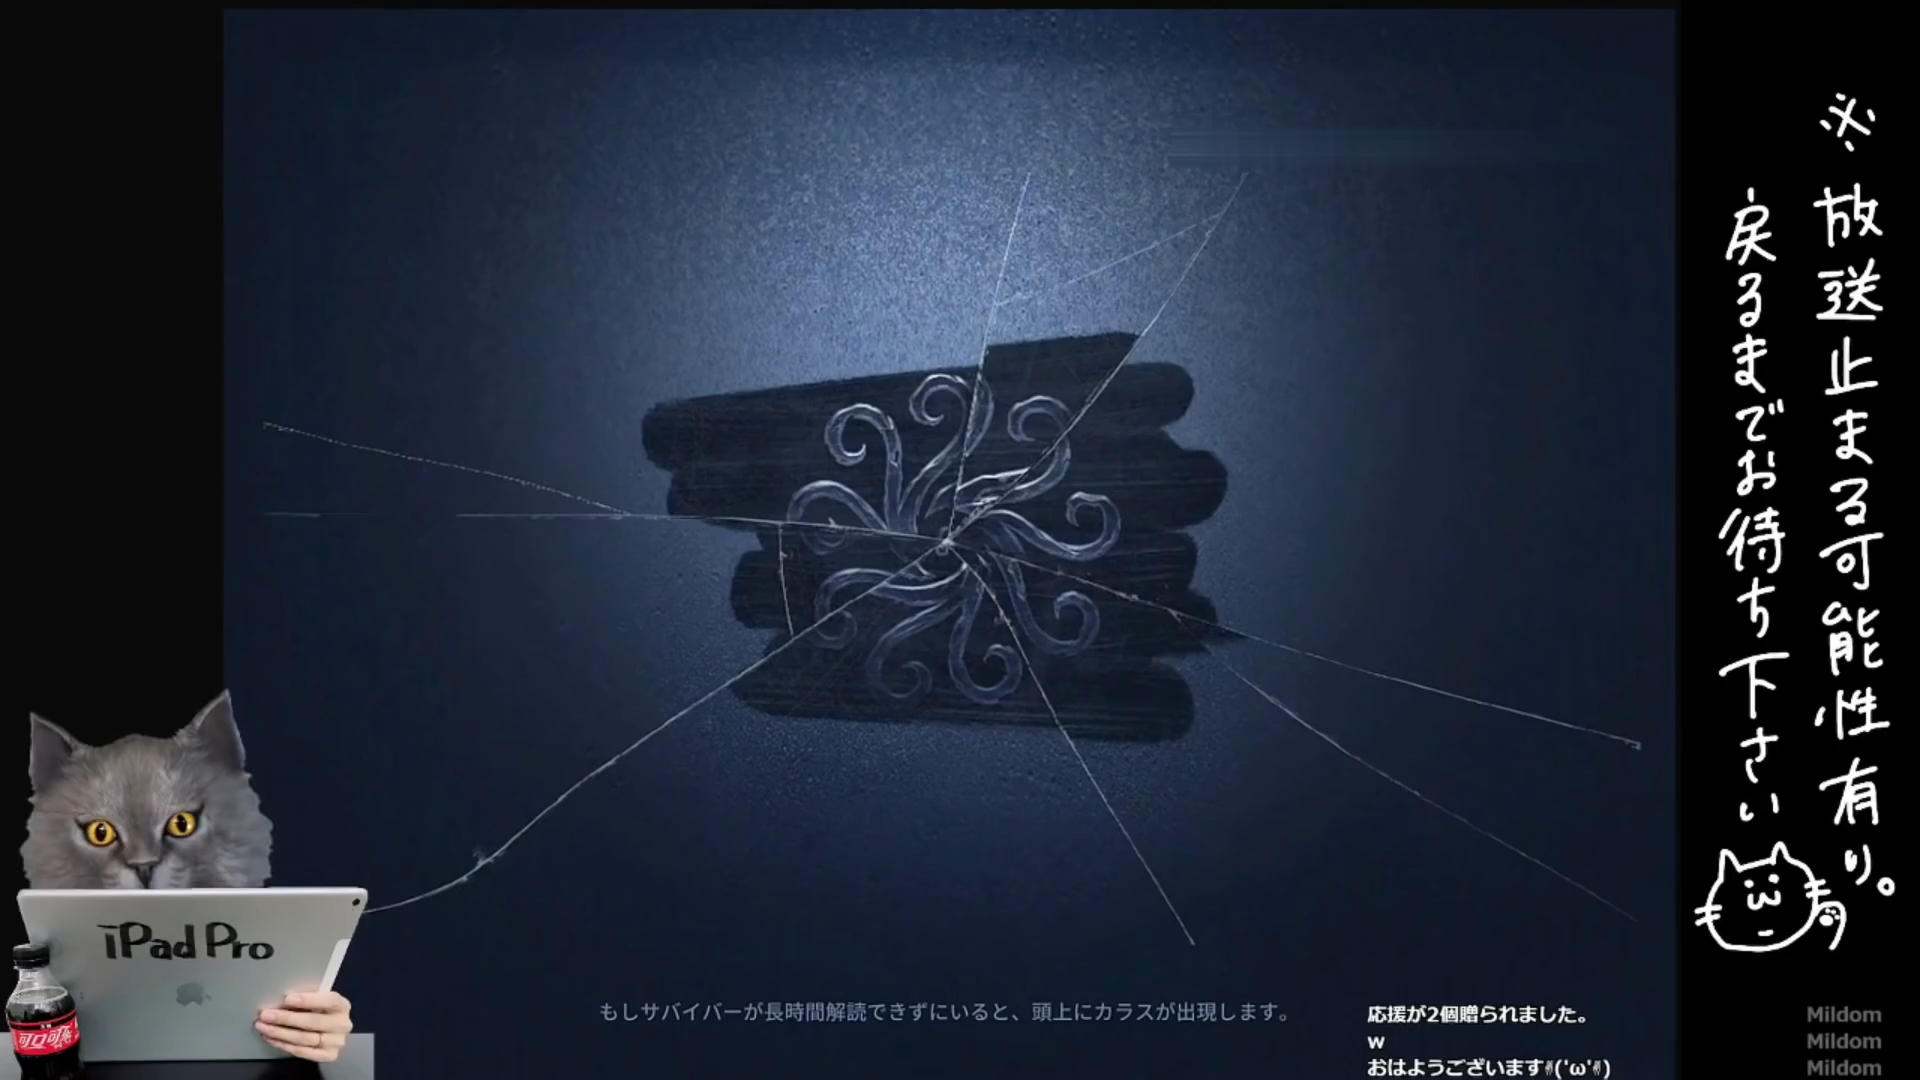 ※放送止まる可能性有り。
戻るまでお待ち下さい
iPad Pro
可口可乐
もしサバイバーが長時間解読できずにいると、頭上にカラスが出現します。
応援が2個贈られました。
w
おはようございます✌('ω'✌)
Mildom
Mildom
Mildom